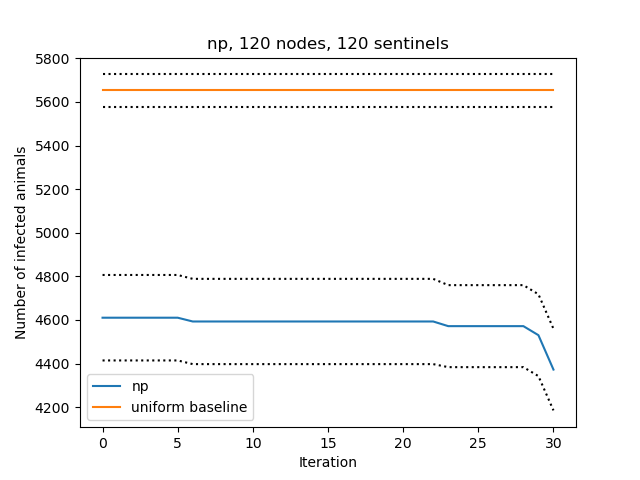 np, 120 nodes, 120 sentinels
Number of infected animals
5800
5600
5400
5200
5000
4800
4600
4400
4200
np
uniform baseline
0 5 10 15 20 25 30
Iteration